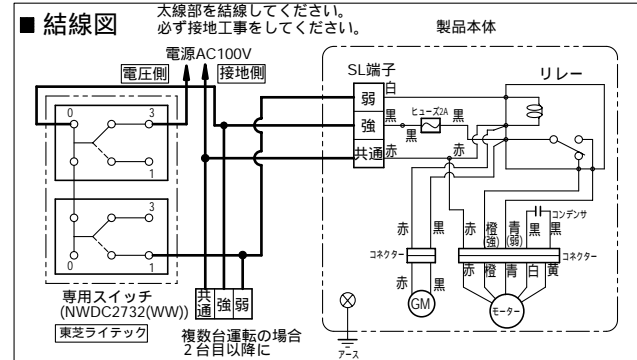 ■ 結線図
太線部を結線してください。
必ず接地工事をしてください。
製品本体
電源AC100V
電圧側
接地側
SL端子
リレー
0
3
1
3
0
1
弱
強
共通
白
黒
赤
ヒューズ2A
黒
黒
赤
赤
黒
赤
橙
(強)
青
(弱)
黒
黒
コンデンサ
コネクター
コネクター
赤
黒
赤
橙
青
白
黄
GM
モーター
アース
専用スイッチ
(NWDC2732(WW))
東芝ライテック
共通
強
弱
複数台運転の場合
2台目以降に